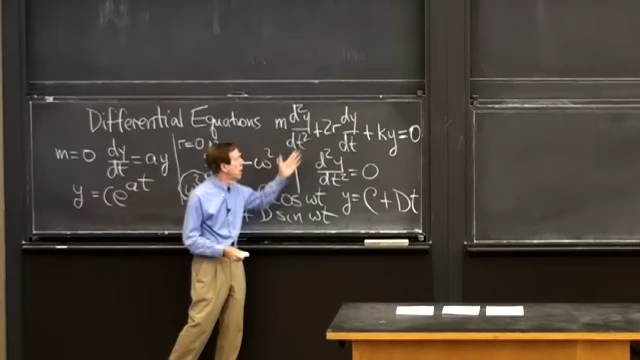 Differential Equations m d²y/dt² + 2r dy/dt + ky = 0
m=0 dy/dt = ay
y = Ce^at
r=0
-ω²
cos ωt
+ D sin ωt
d²y/dt² = 0
y = C + Dt